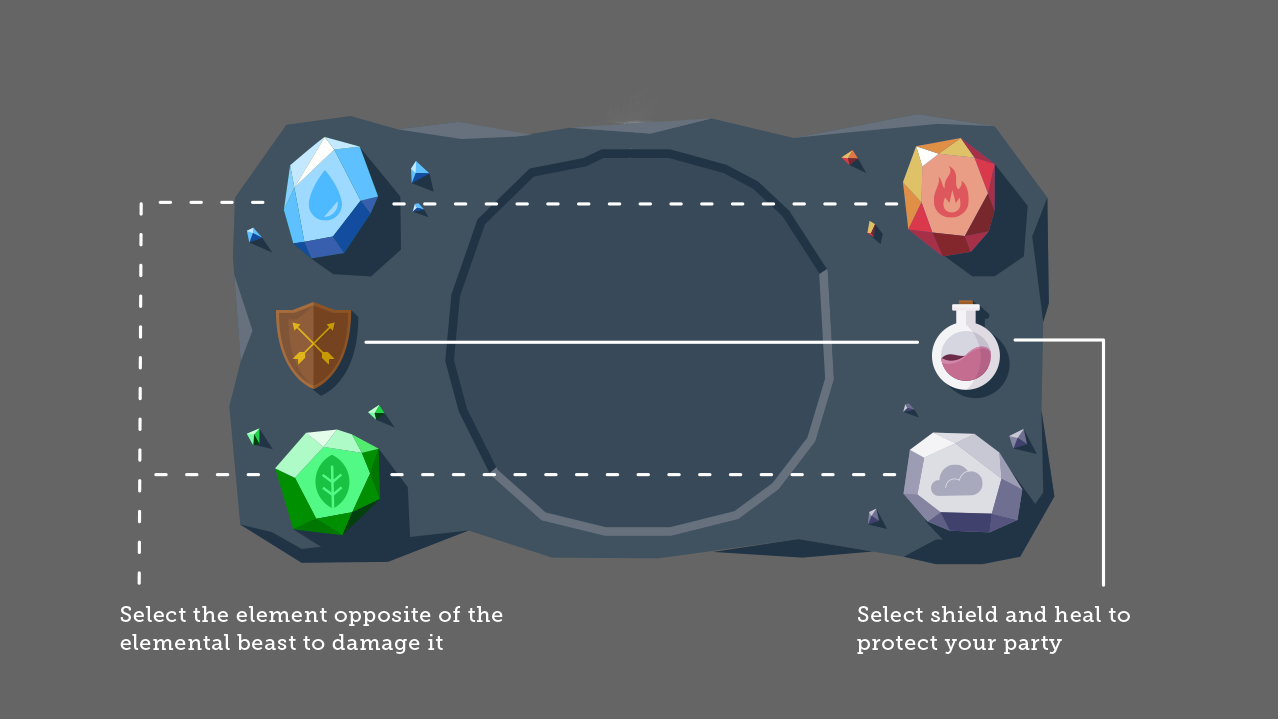 Select the element opposite of the
elemental beast to damage it
Select shield and heal to
protect your party